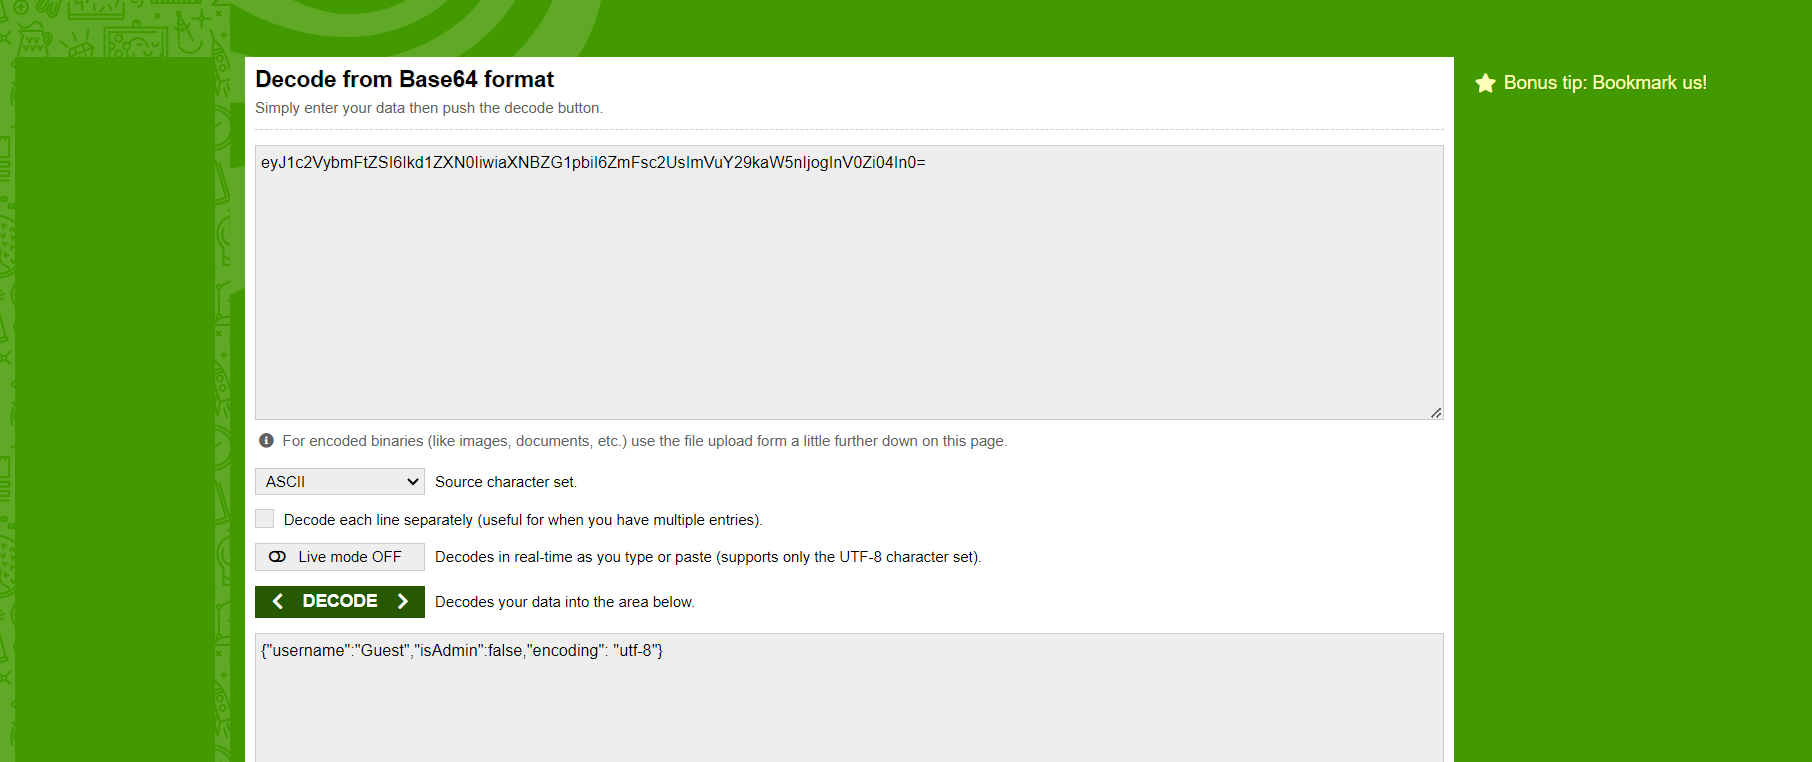 Decode from Base64 format
Bonus tip: Bookmark us!
Simply enter your data then push the decode button.
eyJ1c2VybmFtZSI6Ikd1ZXN0IiwiaXNBZG1pbiI6ZmFsc2UsImVuY29kaW5nIjogInV0Zi04In0=
For encoded binaries (like images, documents, etc.) use the file upload form a little further down on this page.
ASCII Source character set.
Decode each line separately (useful for when you have multiple entries).
Live mode OFF Decodes in real-time as you type or paste (supports only the UTF-8 character set).
DECODE Decodes your data into the area below.
{"username":"Guest","isAdmin":false,"encoding": "utf-8"}